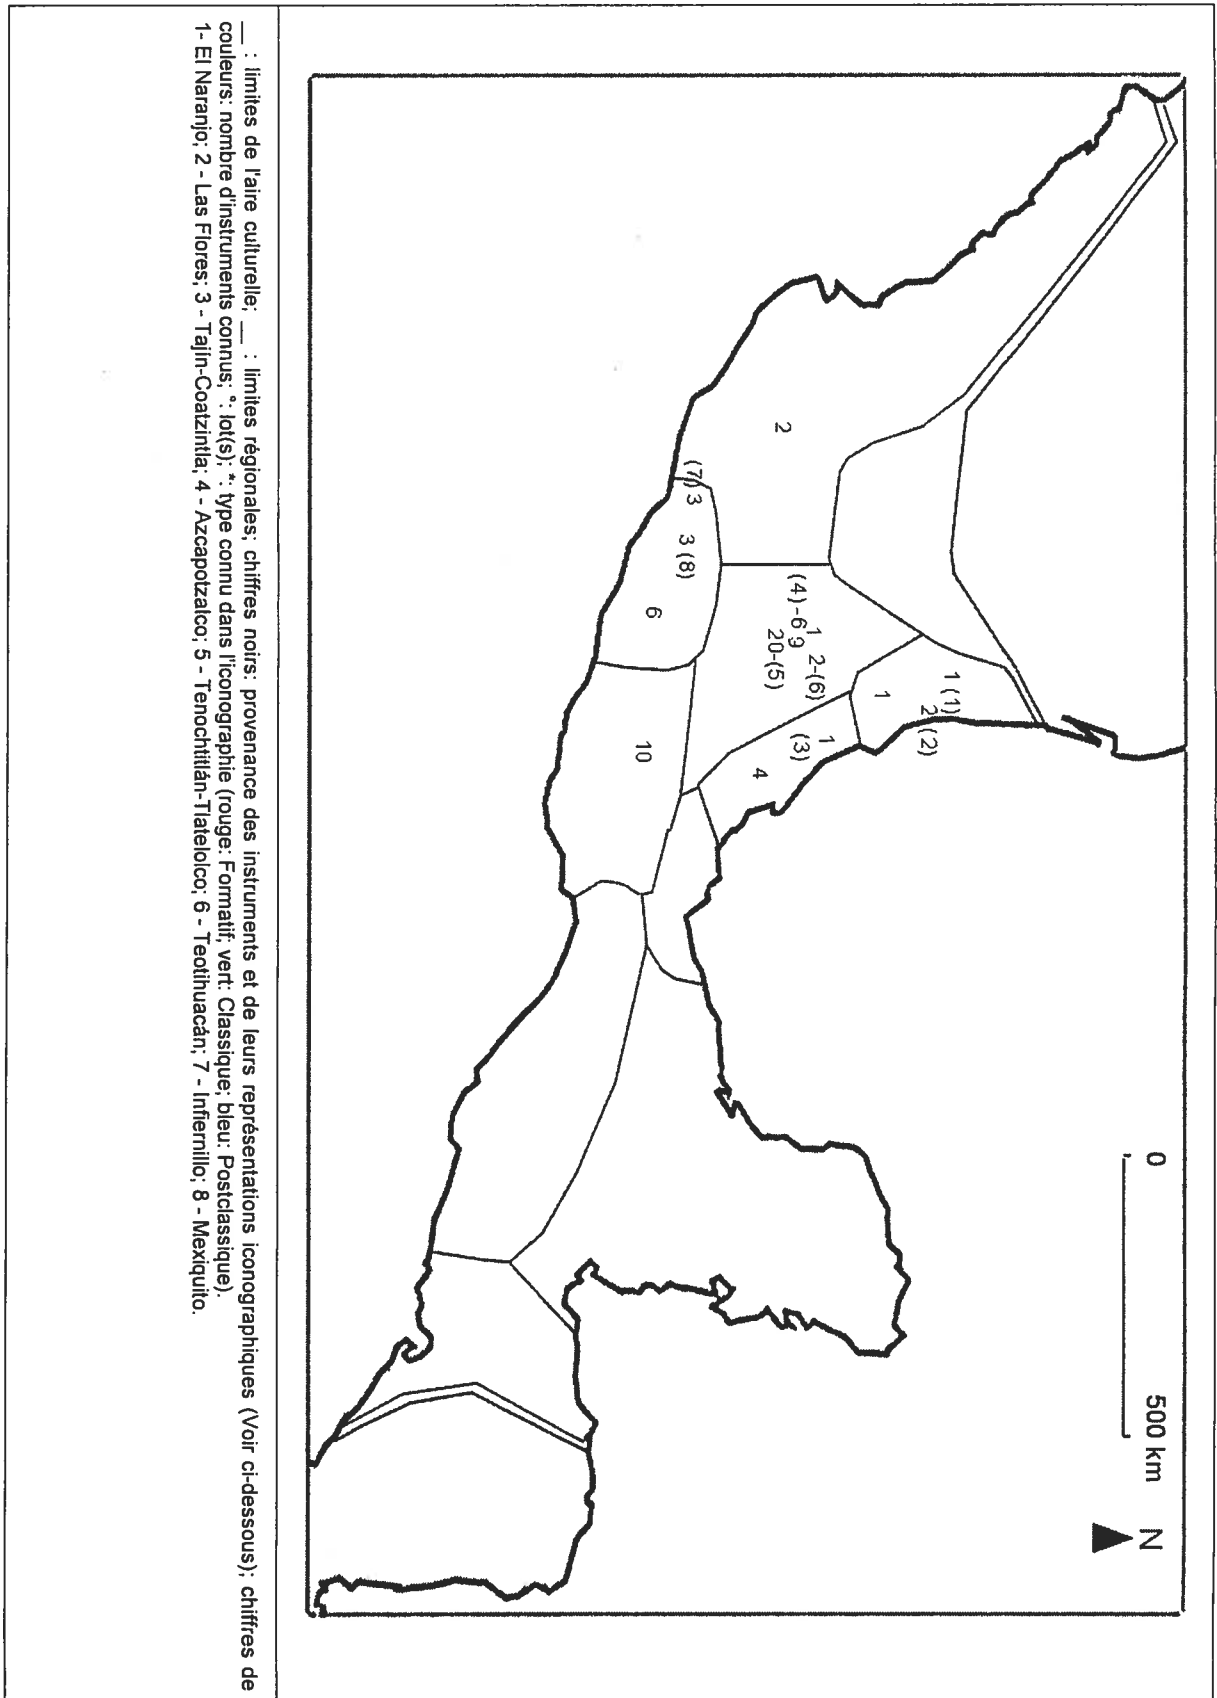 0 500 km N
1 (1)
2 (2)
1
2
(4) - 6 1
9
2-(6)
20-(5)
1
(3)
4
(7) 3
3 (8)
6
10
__ : limites de l'aire culturelle; __ : limites régionales; chiffres noirs: provenance des instruments et de leurs représentations iconographiques (Voir ci-dessous); chiffres de
couleurs: nombre d'instruments connus; °: lot(s); *: type connu dans l'iconographie (rouge: Formatif; vert: Classique; bleu: Postclassique).
1- El Naranjo; 2 - Las Flores; 3 - Tajín-Coatzintla; 4 - Azcapotzalco; 5 - Tenochtitlán-Tlatelolco; 6 - Teotihuacán; 7 - Infiernillo; 8 - Mexiquito.